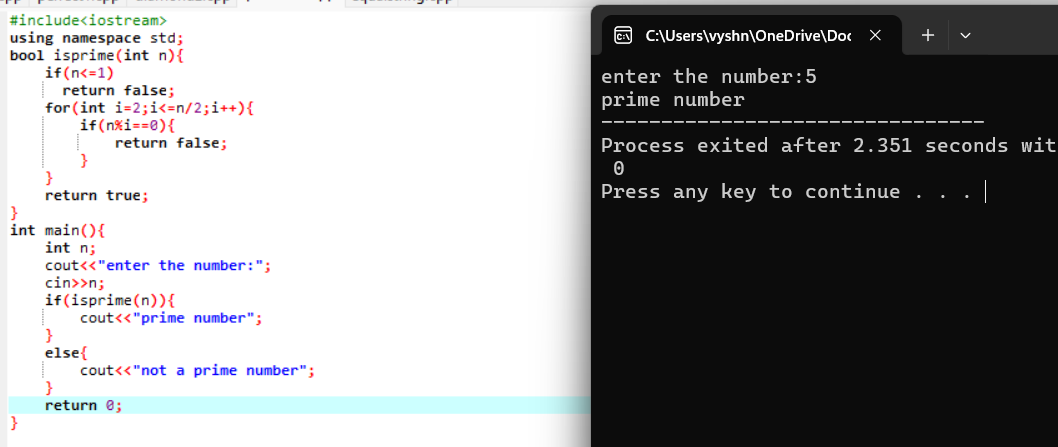 #include<iostream>
using namespace std;
bool isprime(int n){
    if(n<=1)
      return false;
    for(int i=2;i<=n/2;i++){
        if(n%i==0){
            return false;
        }
    }
    return true;
}
int main(){
    int n;
    cout<<"enter the number:";
    cin>>n;
    if(isprime(n)){
        cout<<"prime number";
    }
    else{
        cout<<"not a prime number";
    }
    return 0;
}
C:\Users\vyshn\OneDrive\Doc
enter the number:5
prime number
--------------------------------
Process exited after 2.351 seconds wit
 0
Press any key to continue . . .